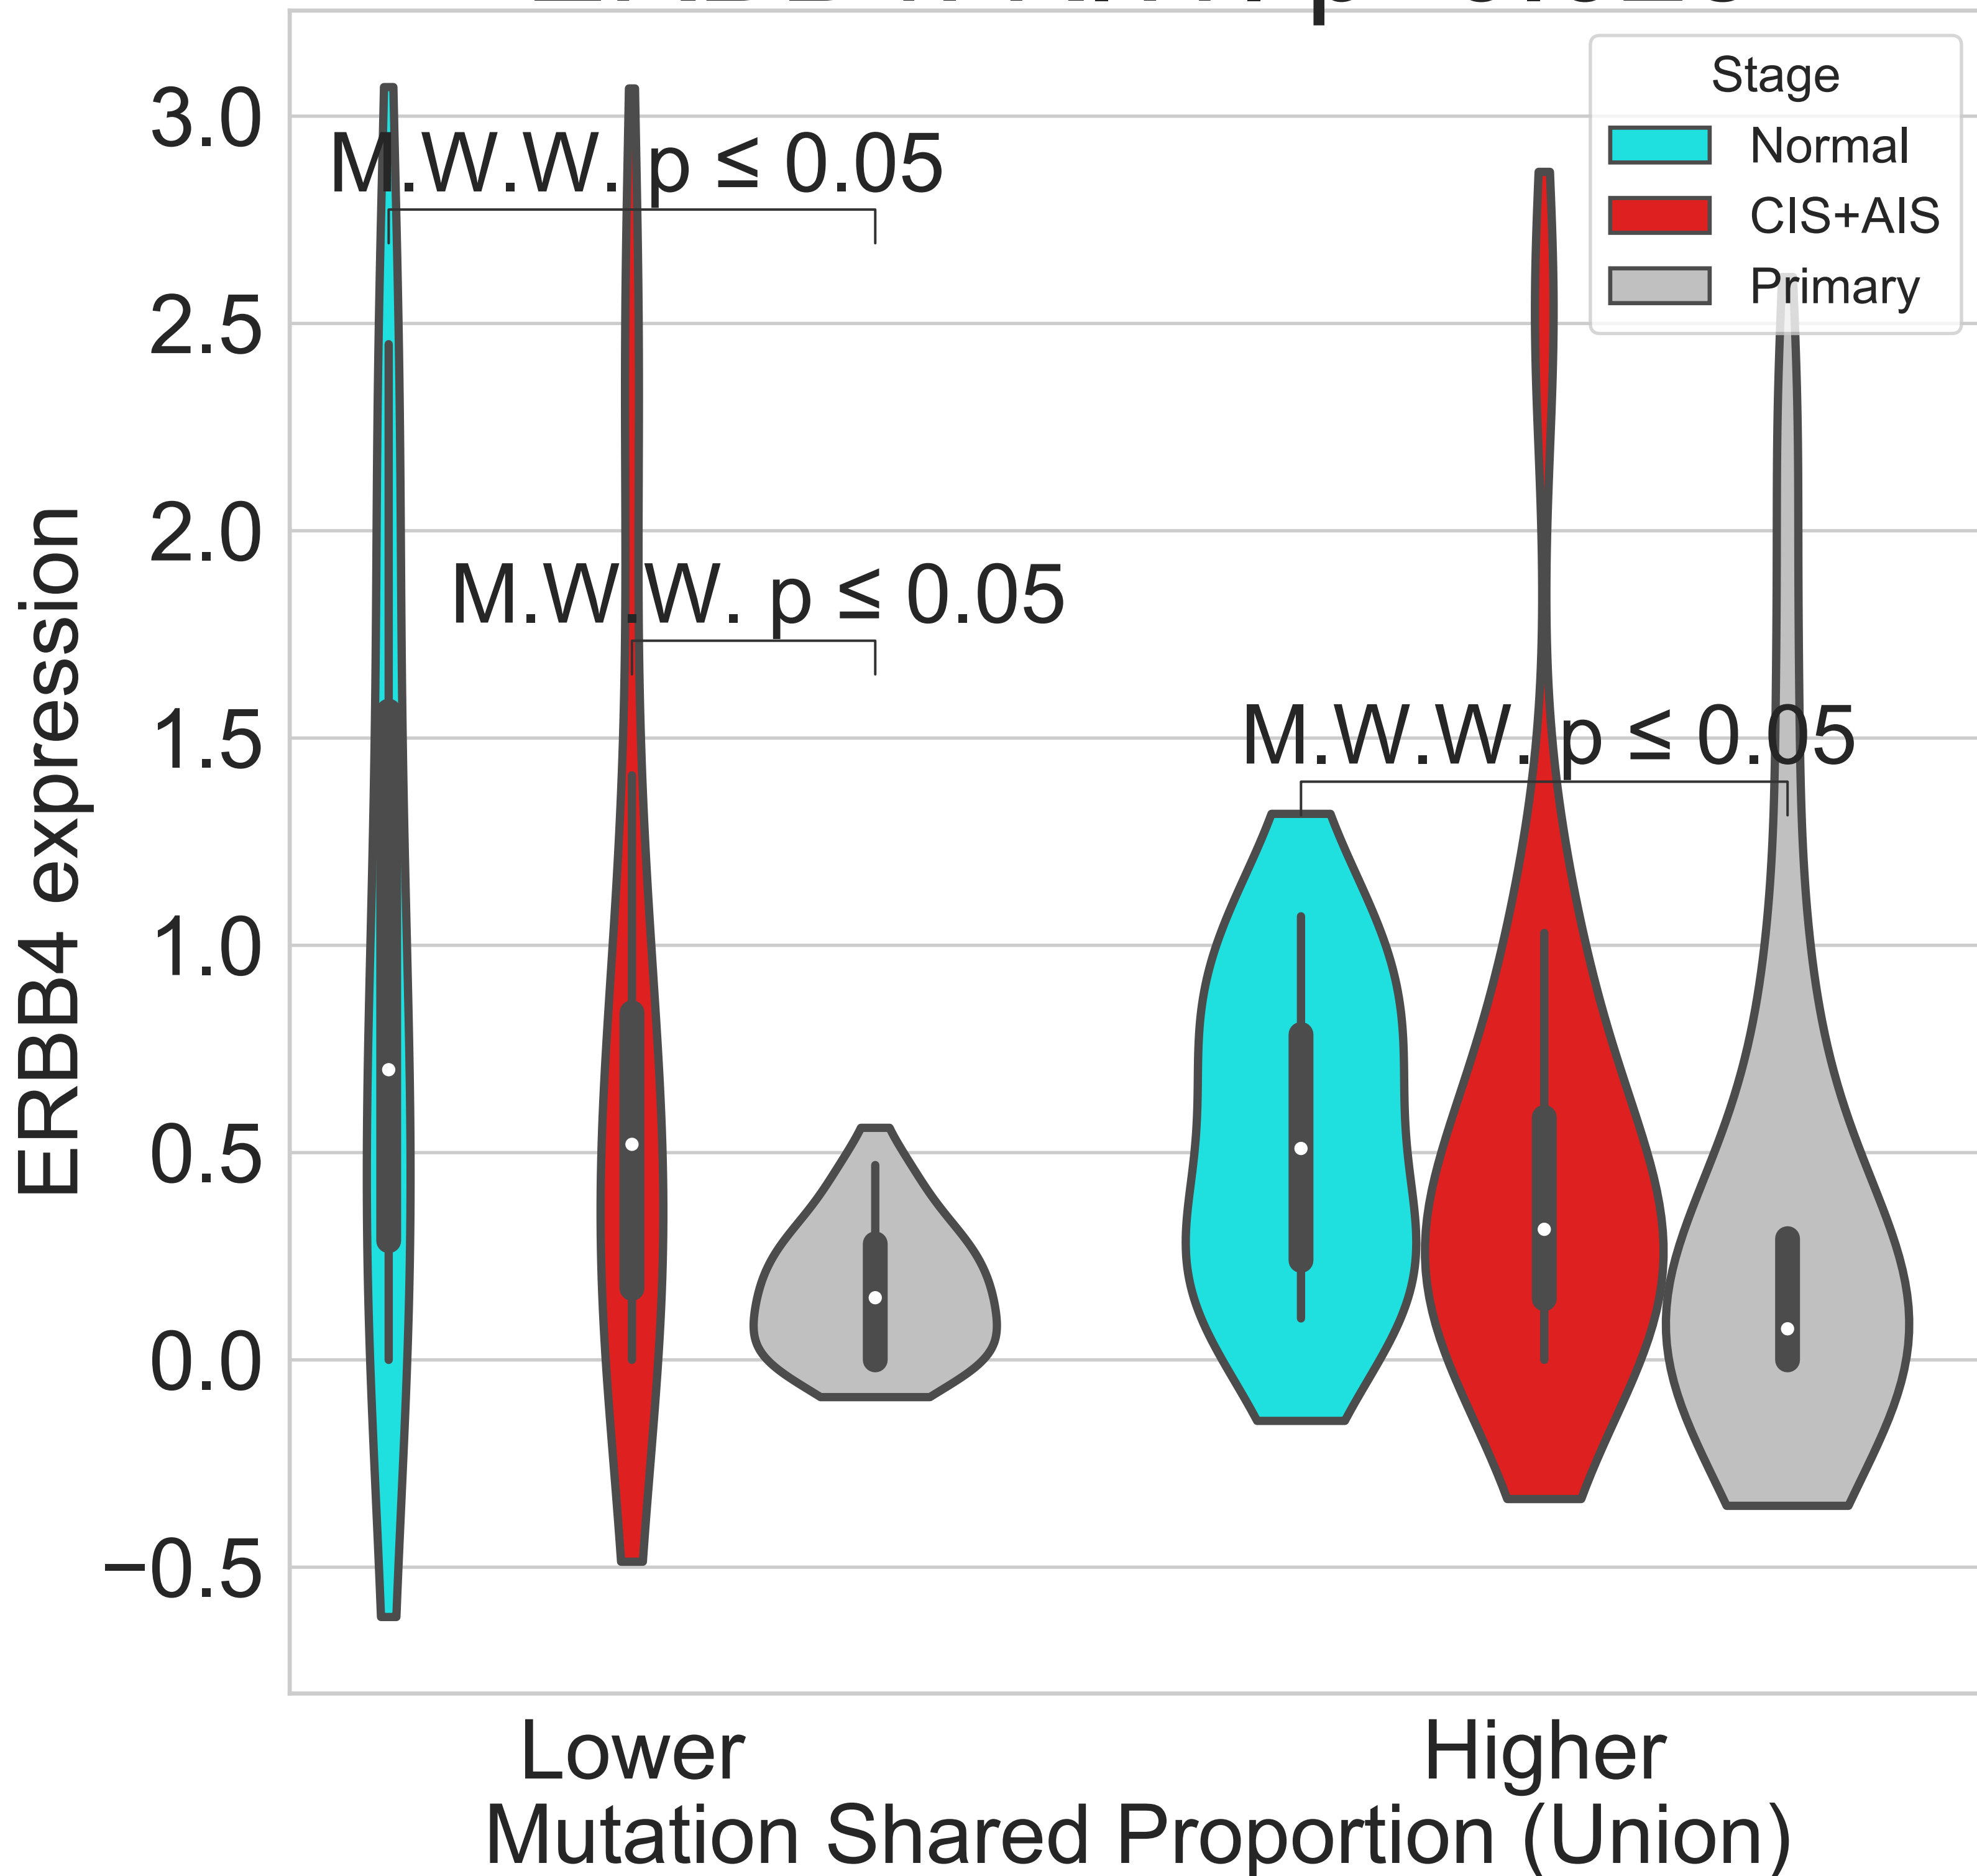 Stage
Normal
CIS+AIS
Primary
3.0
2.5
2.0
1.5
1.0
0.5
0.0
−0.5
ERBB4 expression
M.W.W. p ≤ 0.05
M.W.W. p ≤ 0.05
M.W.W. p ≤ 0.05
Lower
Higher
Mutation Shared Proportion (Union)